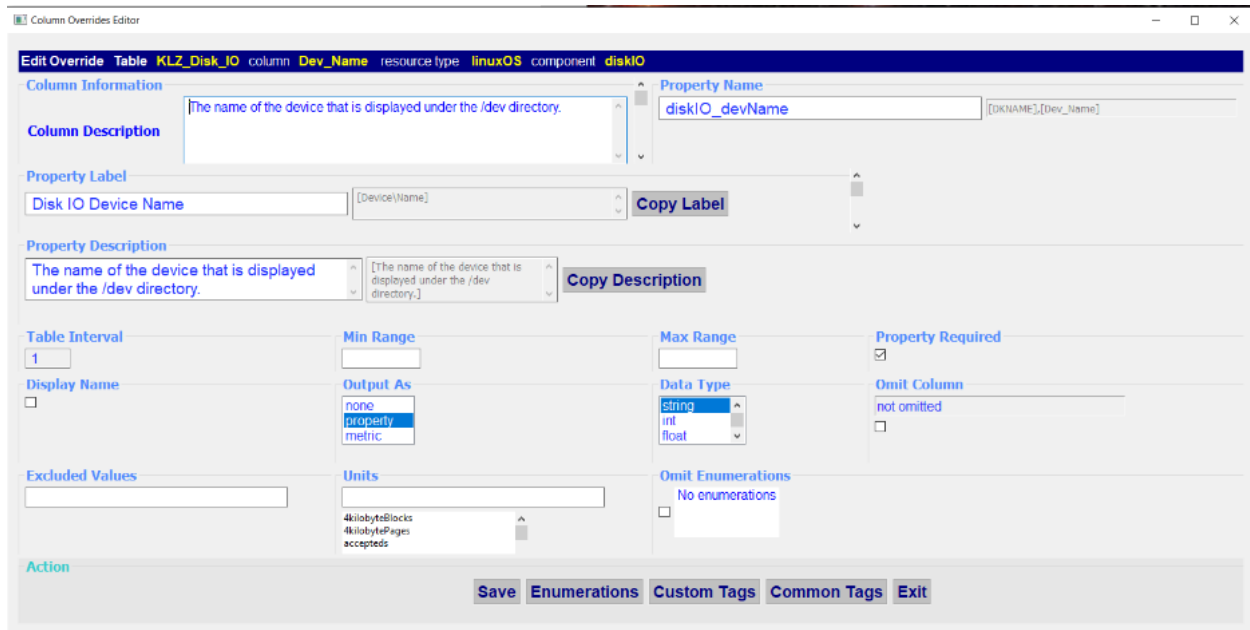 Column Overrides Editor
Edit Override Table KLZ_Disk_IO column Dev_Name resource type linuxOS component diskIO
Column Information
Column Description
The name of the device that is displayed under the /dev directory.
Property Name
diskIO_devName
[DKNAME],[Dev_Name]
Property Label
Disk IO Device Name
[Device\Name]
Copy Label
Property Description
The name of the device that is displayed
under the /dev directory.
[The name of the device that is
displayed under the /dev
directory.]
Copy Description
Table Interval
1
Min Range
Max Range
Property Required
Display Name
Output As
none
property
metric
Data Type
string
int
float
Omit Column
not omitted
Excluded Values
Units
4kilobyteBlocks
4kilobytePages
accepteds
Omit Enumerations
No enumerations
Action
Save Enumerations Custom Tags Common Tags Exit